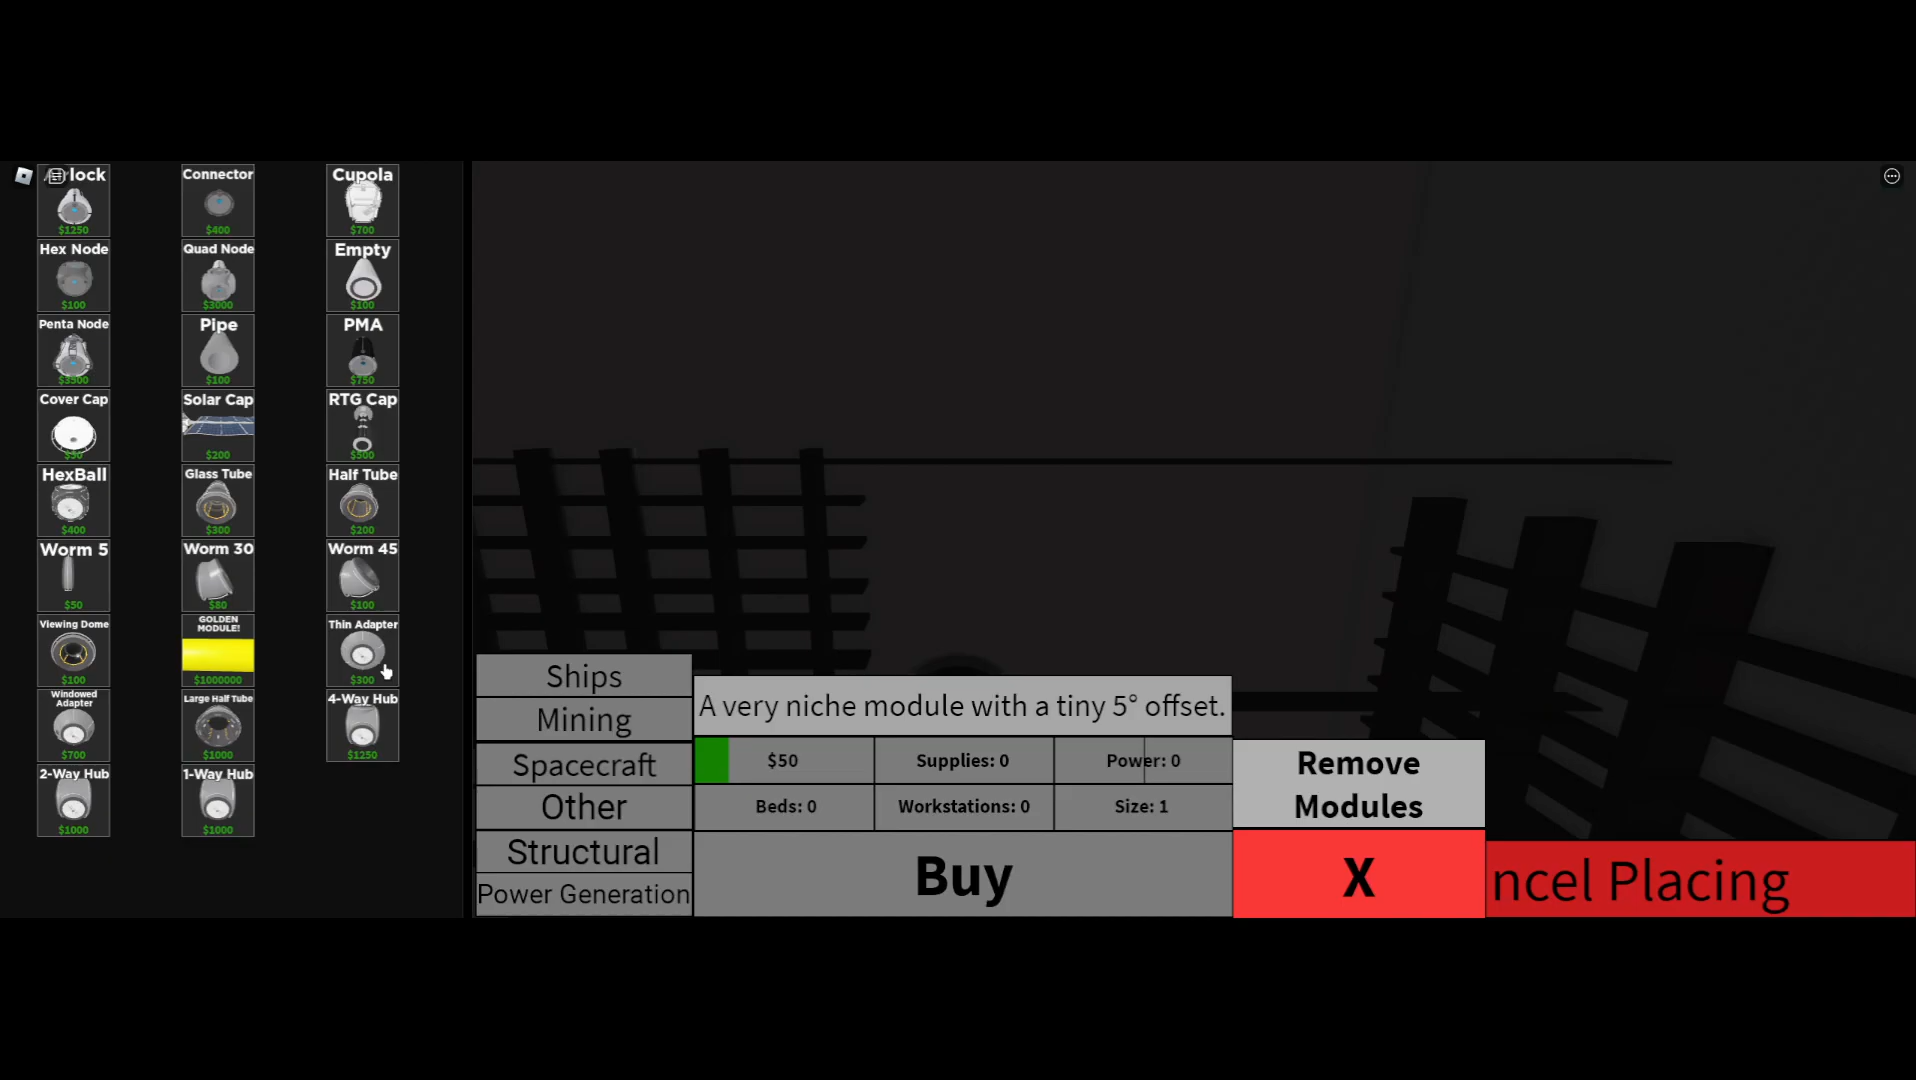 lock
Connector
Cupola
$1250
$400
$700
Hex Node
Quad Node
Empty
$100
$3000
$100
Penta Node
Pipe
PMA
$3500
$100
$750
Cover Cap
Solar Cap
RTG Cap
$50
$200
$500
HexBall
Glass Tube
Half Tube
$400
$300
$200
Worm 5
Worm 30
Worm 45
$50
$80
$100
Viewing Dome
GOLDEN
MODULE!
Thin Adapter
$100
$1000000
$300
Windowed
Adapter
Large Half Tube
4-Way Hub
$700
$1000
$1250
2-Way Hub
1-Way Hub
$1000
$1000
Ships
Mining
Spacecraft
Other
Structural
Power Generation
A very niche module with a tiny 5° offset.
$50
Supplies: 0
Power: 0
Beds: 0
Workstations: 0
Size: 1
Buy
Remove
Modules
X
ncel Placing